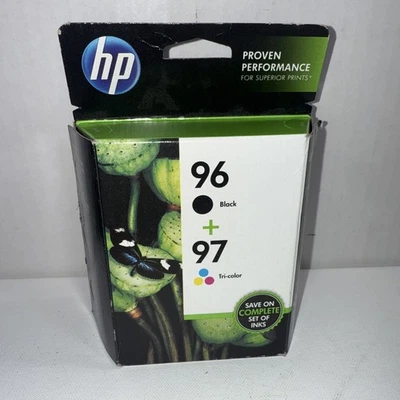 hp
PROVEN
PERFORMANCE
FOR SUPERIOR PRINTS*
96
Black
+
97
Tri-color
SAVE ON
COMPLETE
SET OF
INKS